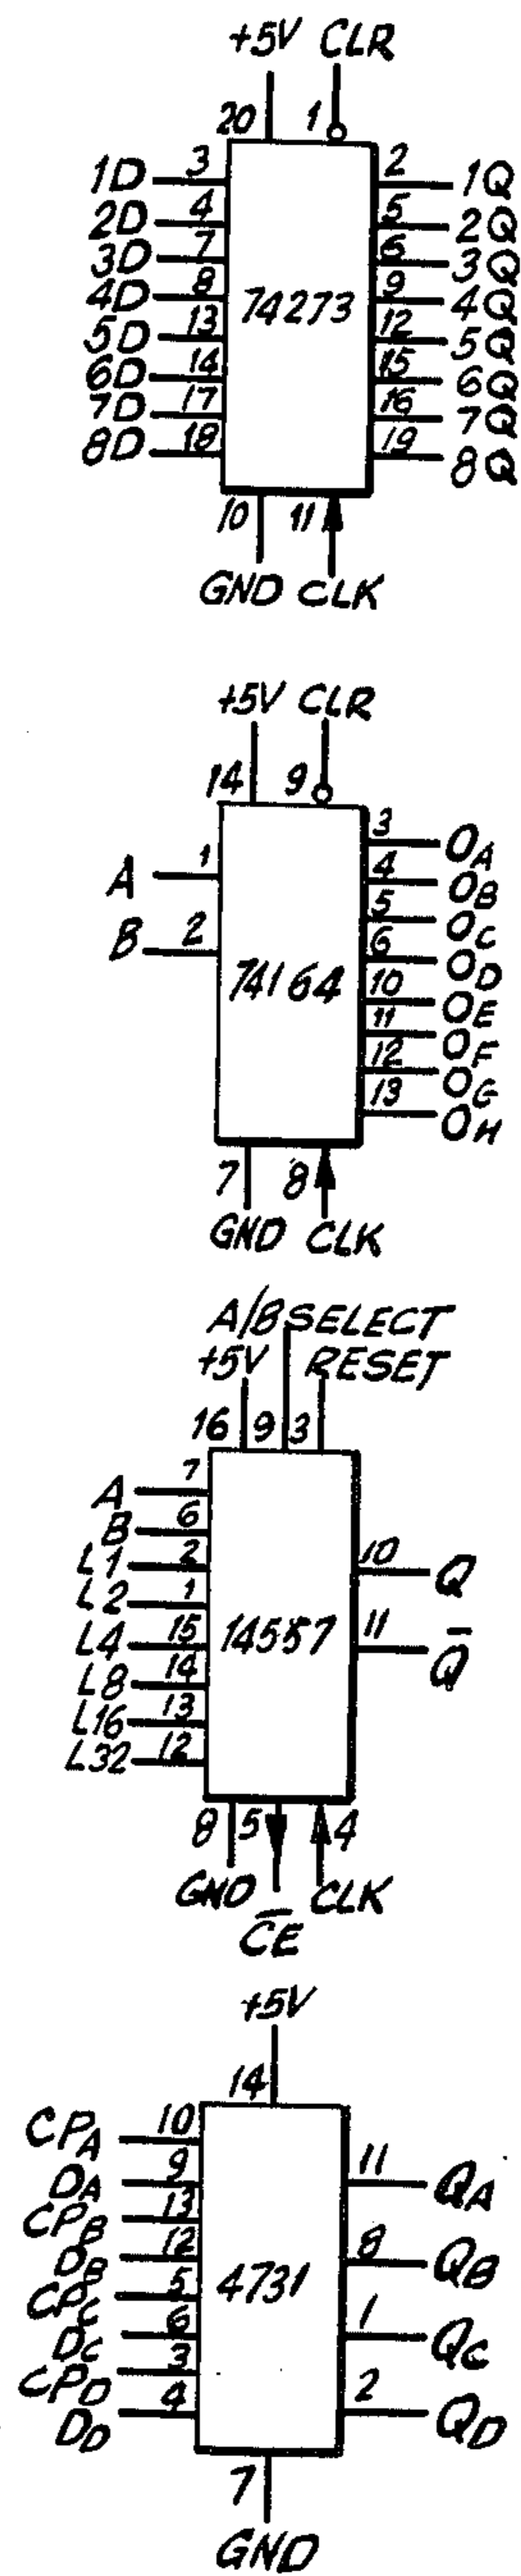 +5V CLR
20 1
1D 3 2 1Q
2D 4 5 2Q
3D 7 6 3Q
4D 8 74273 9 4Q
5D 13 12 5Q
6D 14 15 6Q
7D 17 16 7Q
8D 18 19 8Q
10 11
GND CLK
+5V CLR
14 9
A 1 3 OA
4 OB
B 2 5 OC
74164 6 OD
10 OE
11 OF
12 OG
13 OH
7 8
GND CLK
A/B SELECT
+5V RESET
16 9 3
A 7
B 6
L1 2 10 Q
L2 1
L4 15 14557 11 Q̅
L8 14
L16 13
L32 12
8 5 4
GND CLK
C̅E̅
+5V
14
CPA 10
DA 9 11 QA
CPB 13
DB 12 8 QB
CPC 5 4731
DC 6 1 QC
CPD 3
DD 4 2 QD
7
GND